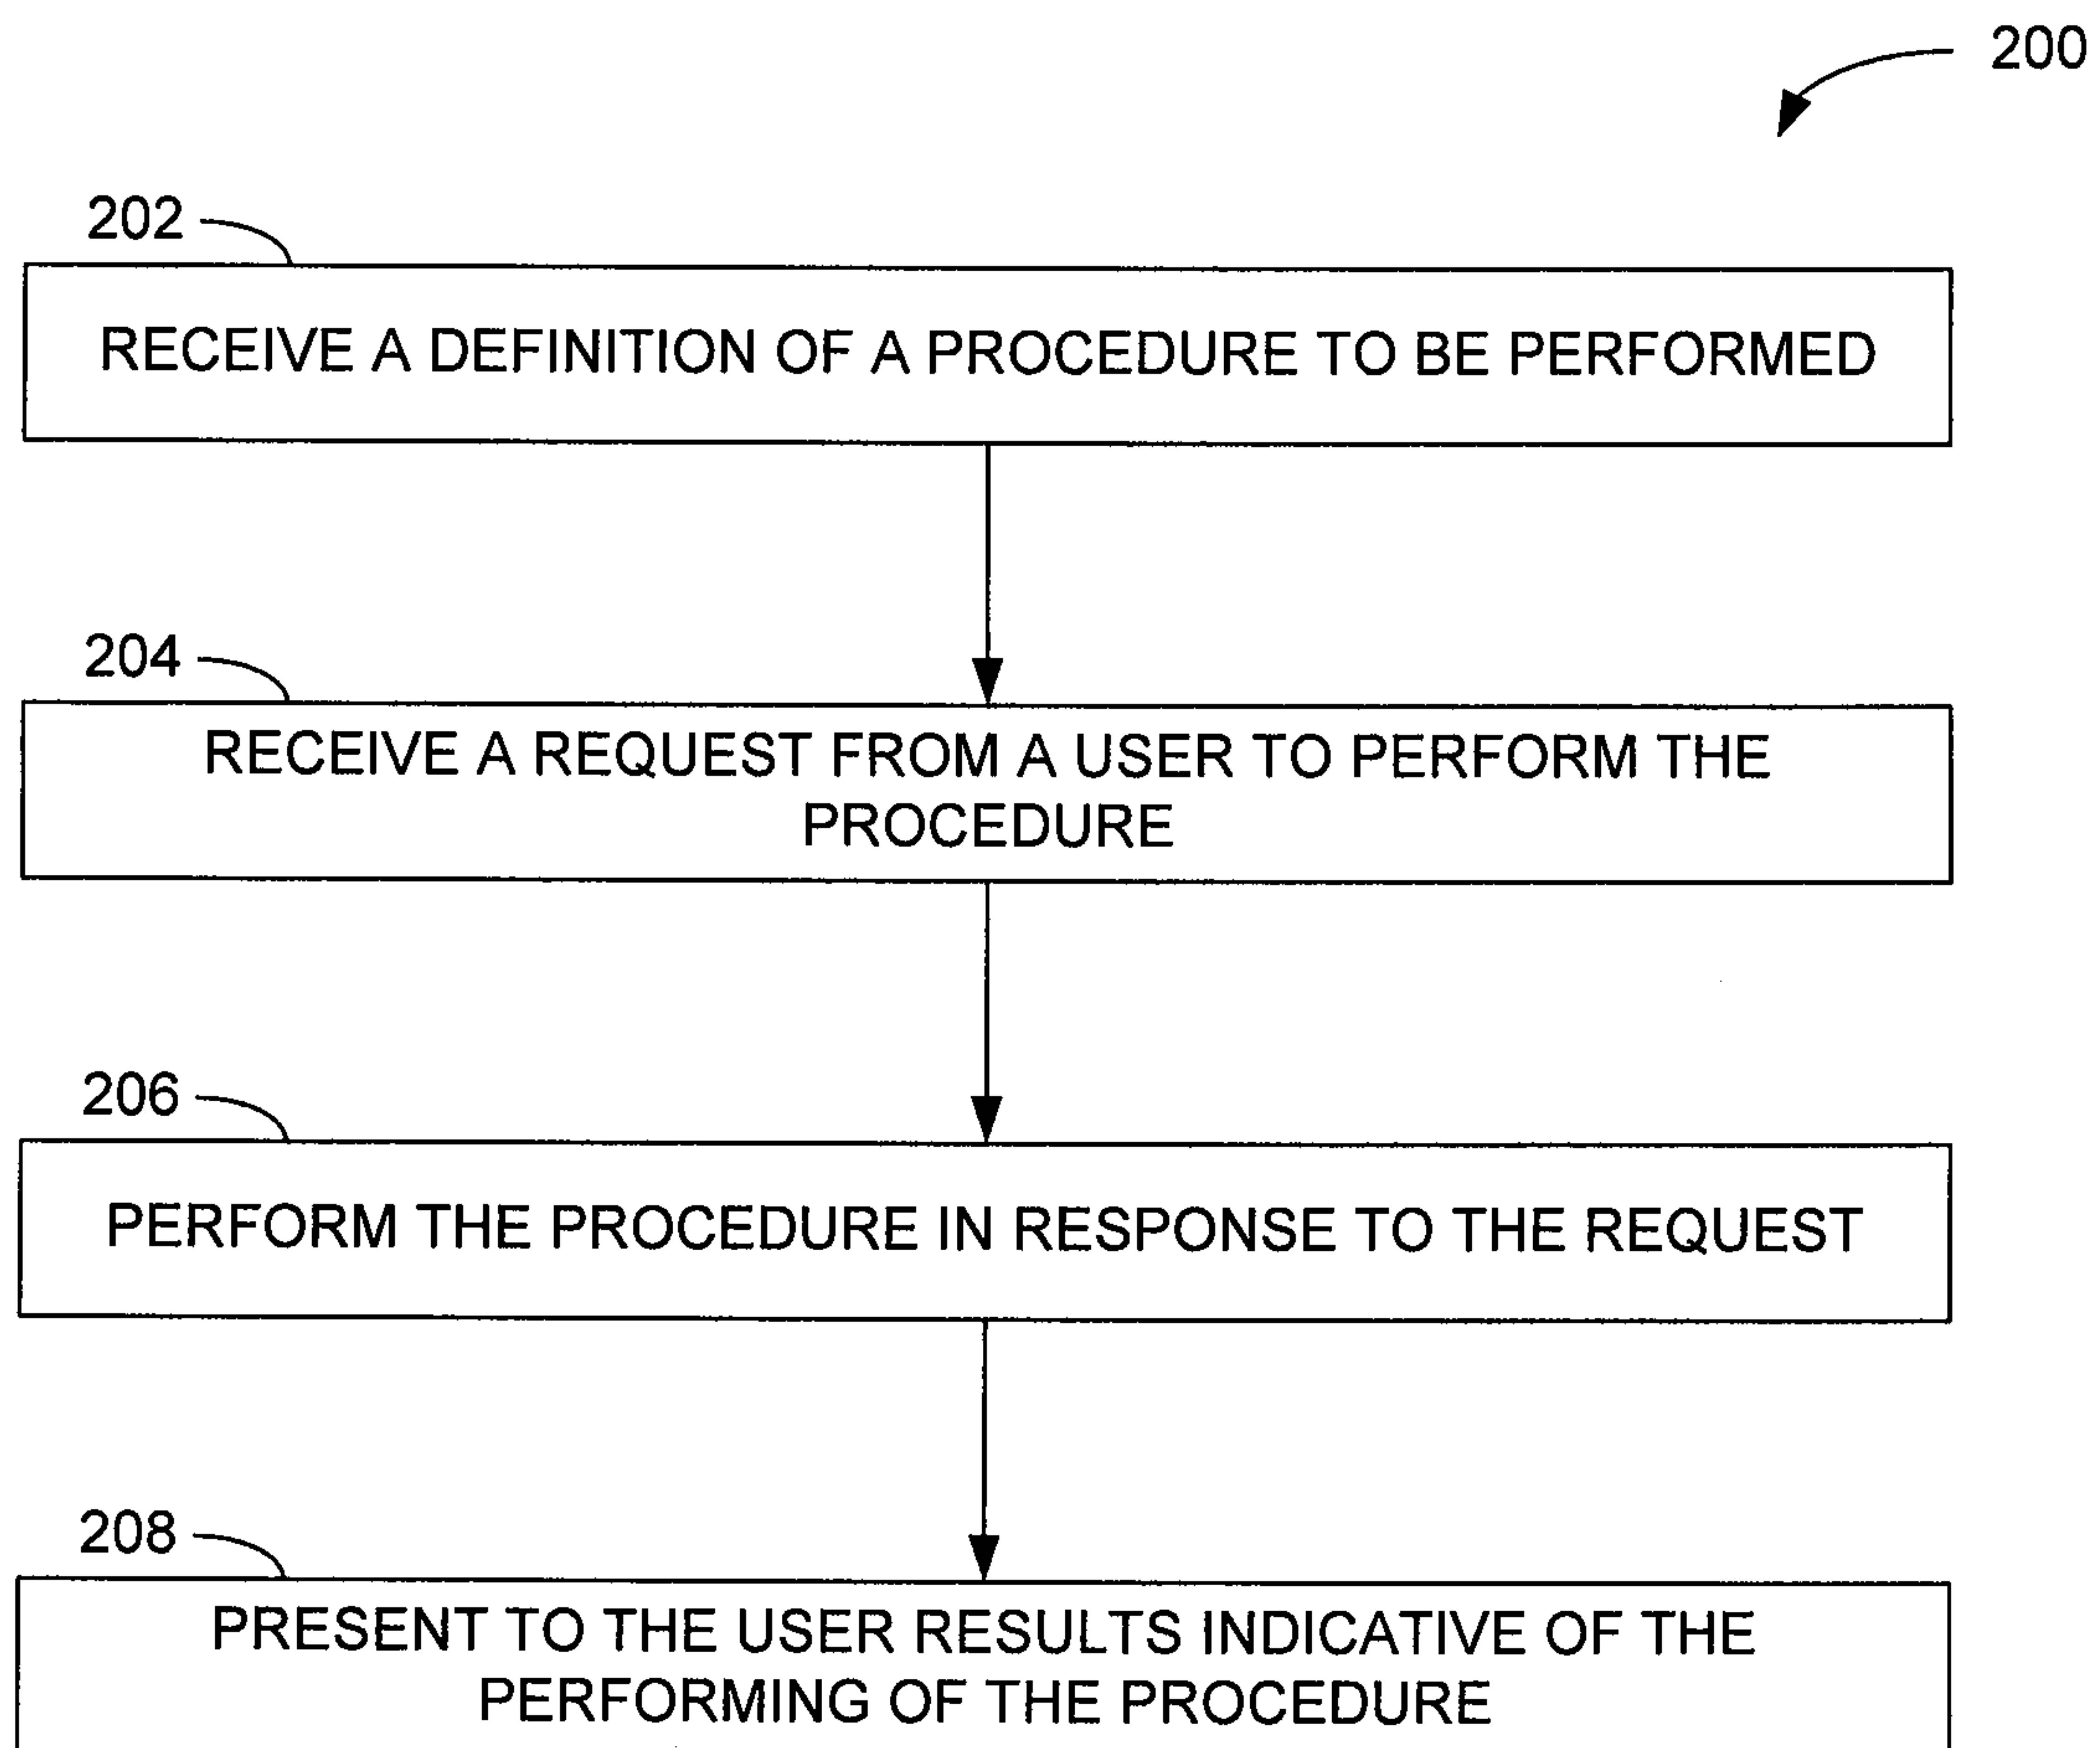 200
202
RECEIVE A DEFINITION OF A PROCEDURE TO BE PERFORMED
204
RECEIVE A REQUEST FROM A USER TO PERFORM THE
PROCEDURE
206
PERFORM THE PROCEDURE IN RESPONSE TO THE REQUEST
208
PRESENT TO THE USER RESULTS INDICATIVE OF THE
PERFORMING OF THE PROCEDURE